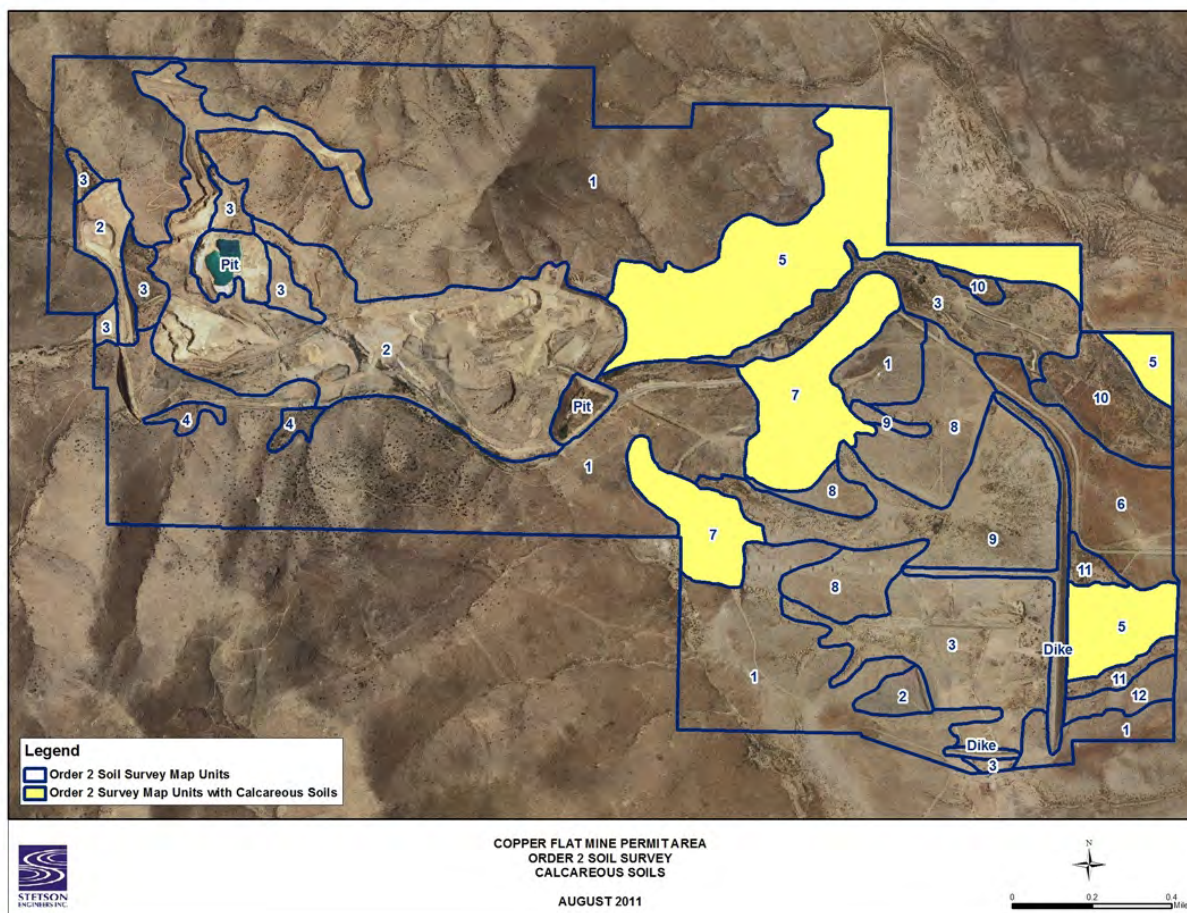 1
3
2
3
Pit
3
3
3
5
10
3
2
1
5
10
7
Pit
4
4
9
8
1
8
6
7
9
11
8
5
3
Dike
1
11
2
12
1
Dike
3
Legend
Order 2 Soil Survey Map Units
Order 2 Survey Map Units with Calcareous Soils
STETSON
ENGINEERS INC.
COPPER FLAT MINE PERMIT AREA
ORDER 2 SOIL SURVEY
CALCAREOUS SOILS
AUGUST 2011
N
0 0.2 0.4
Mile